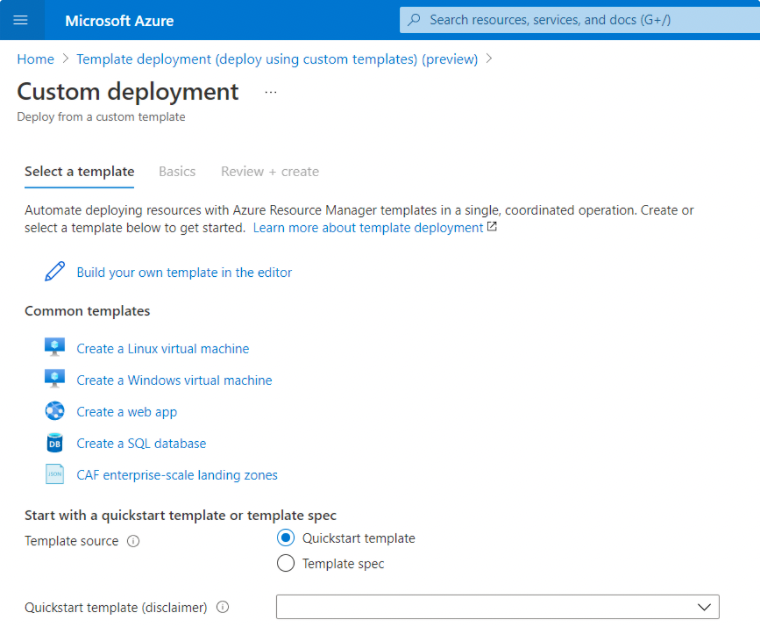 Microsoft Azure
Search resources, services, and docs (G+/)
Home > Template deployment (deploy using custom templates) (preview) >
Custom deployment ...
Deploy from a custom template
Select a template Basics Review + create
Automate deploying resources with Azure Resource Manager templates in a single, coordinated operation. Create or
select a template below to get started. Learn more about template deployment
Build your own template in the editor
Common templates
Create a Linux virtual machine
Create a Windows virtual machine
Create a web app
DB Create a SQL database
JSON CAF enterprise-scale landing zones
Start with a quickstart template or template spec
Template source Quickstart template
Template spec
Quickstart template (disclaimer)